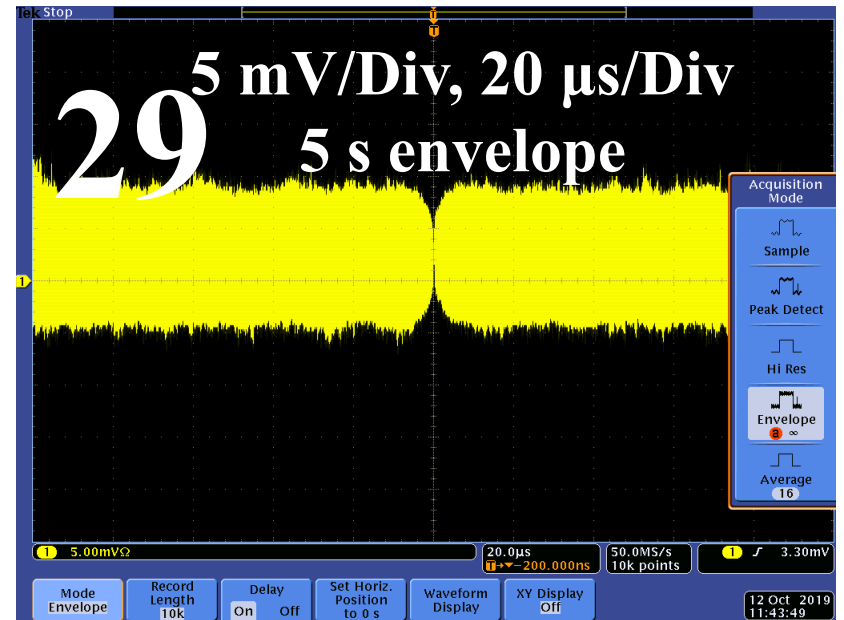 Tek Stop
T
T
5 mV/Div, 20 µs/Div
29
5 s envelope
Acquisition
Mode
Sample
Peak Detect
Hi Res
Envelope
a ∞
Average
16
1
1 5.00mVΩ
20.0µs
T→▼−200.000ns
50.0MS/s
10k points
1 ʃ 3.30mV
Mode
Envelope
Record
Length
10k
Delay
On Off
Set Horiz.
Position
to 0 s
Waveform
Display
XY Display
Off
12 Oct 2019
11:43:49